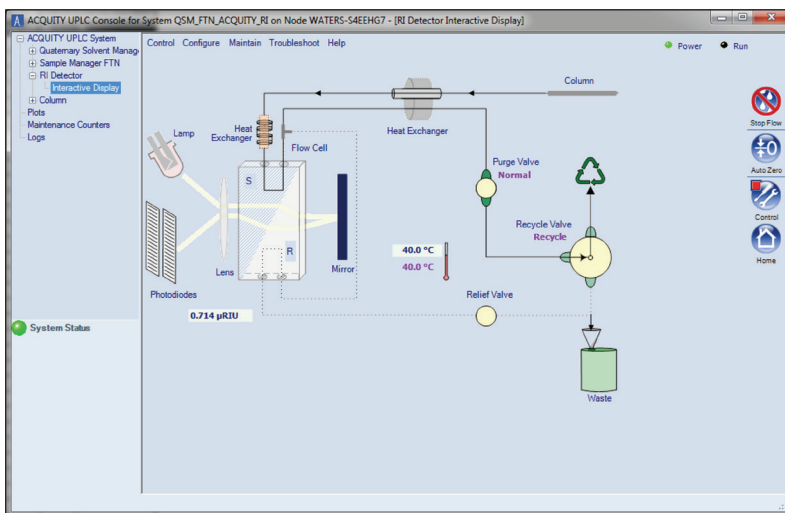 ACQUITY UPLC Console for System QSM_FTN_ACQUITY_RI on Node WATERS-S4EEHG7 - [RI Detector Interactive Display]
ACQUITY UPLC System
Quaternary Solvent Manag
Sample Manager FTN
RI Detector
Interactive Display
Column
Plots
Maintenance Counters
Logs
System Status
Control Configure Maintain Troubleshoot Help
Power
Run
Column
Heat Exchanger
Lamp
Heat
Exchanger
Flow Cell
S
R
Lens
Mirror
Photodiodes
0.714 µRIU
40.0 °C
40.0 °C
Purge Valve
Normal
Recycle Valve
Recycle
Relief Valve
Waste
Stop Flow
Auto Zero
Control
Home